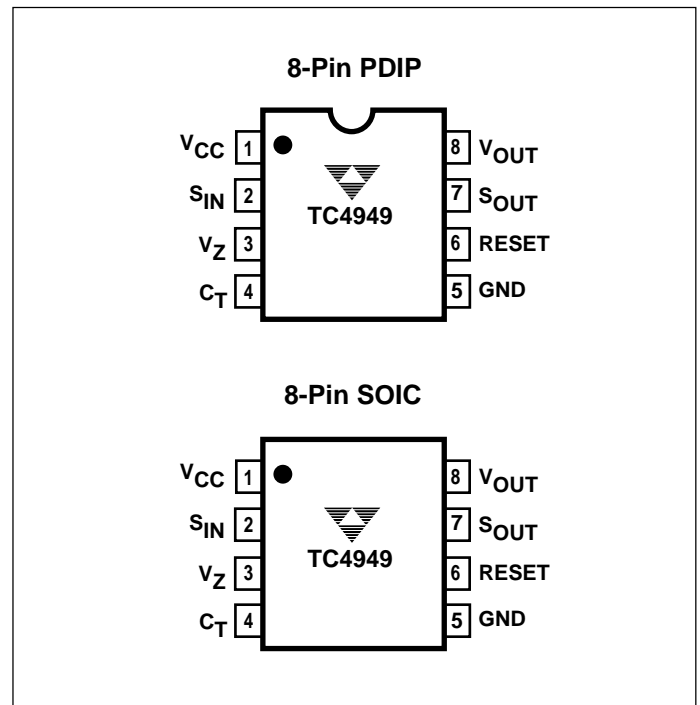 8-Pin PDIP
VCC 1 8 VOUT
SIN 2 7 SOUT
TC4949
VZ 3 6 RESET
CT 4 5 GND
8-Pin SOIC
VCC 1 8 VOUT
SIN 2 7 SOUT
TC4949
VZ 3 6 RESET
CT 4 5 GND